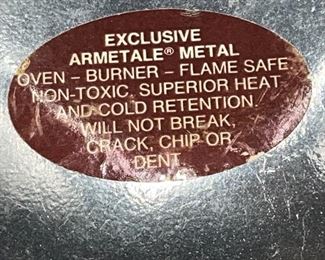 EXCLUSIVE
ARMETALE® METAL
OVEN – BURNER – FLAME SAFE.
NON-TOXIC. SUPERIOR HEAT
AND COLD RETENTION.
WILL NOT BREAK,
CRACK, CHIP OR
DENT.